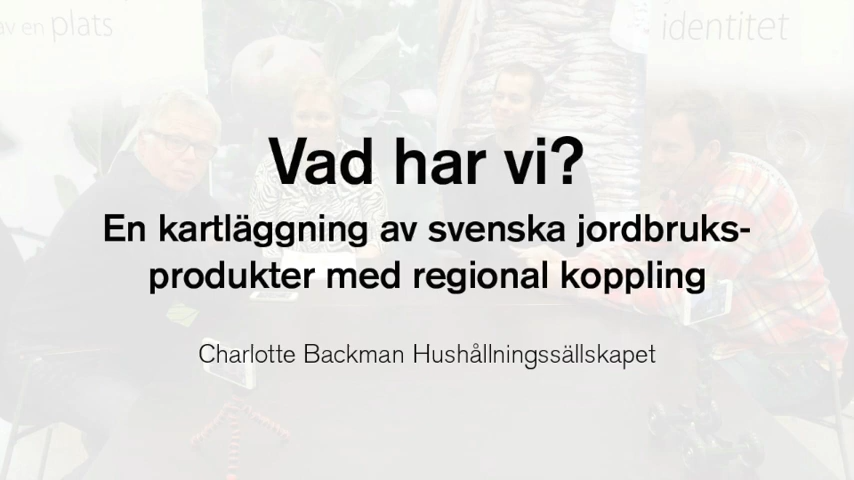 av en plats
identitet
Vad har vi?
En kartläggning av svenska jordbruks-
produkter med regional koppling
Charlotte Backman Hushållningssällskapet